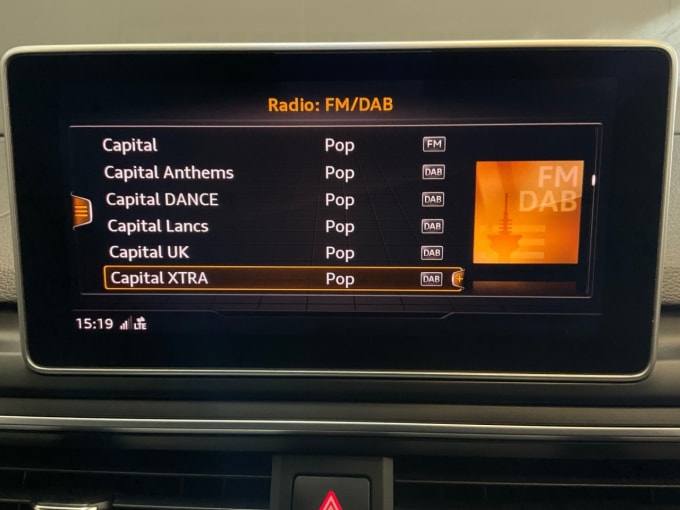 Radio: FM/DAB
Capital Pop FM
Capital Anthems Pop DAB
Capital DANCE Pop DAB
Capital Lancs Pop DAB
Capital UK Pop DAB
Capital XTRA Pop DAB
FM
DAB
15:19 LTE